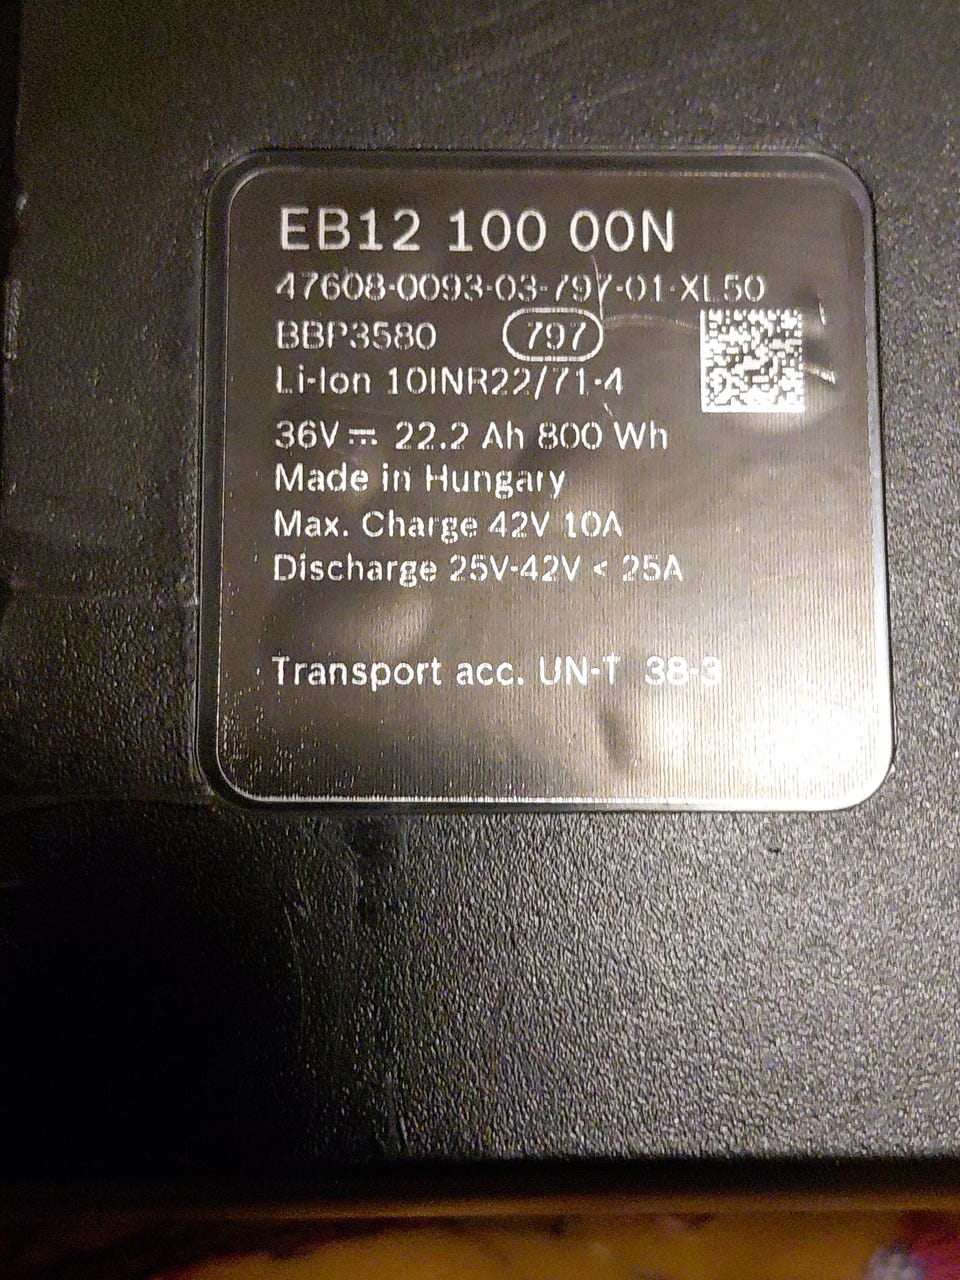 EB12 100 00N
47608-0093-03-797-01-XL50
BBP3580 797
Li-Ion 10INR22/71-4
36V ⎓ 22.2 Ah 800 Wh
Made in Hungary
Max. Charge 42V 10A
Discharge 25V-42V < 25A
Transport acc. UN-T 38-3